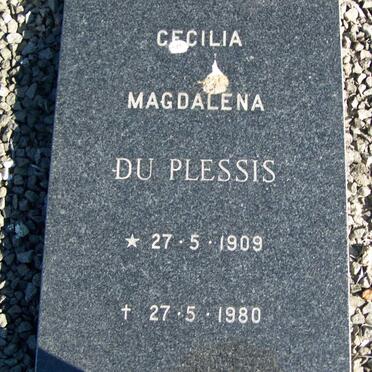 CECILIA
MAGDALENA
DU PLESSIS
★ 27·5·1909
† 27·5·1980